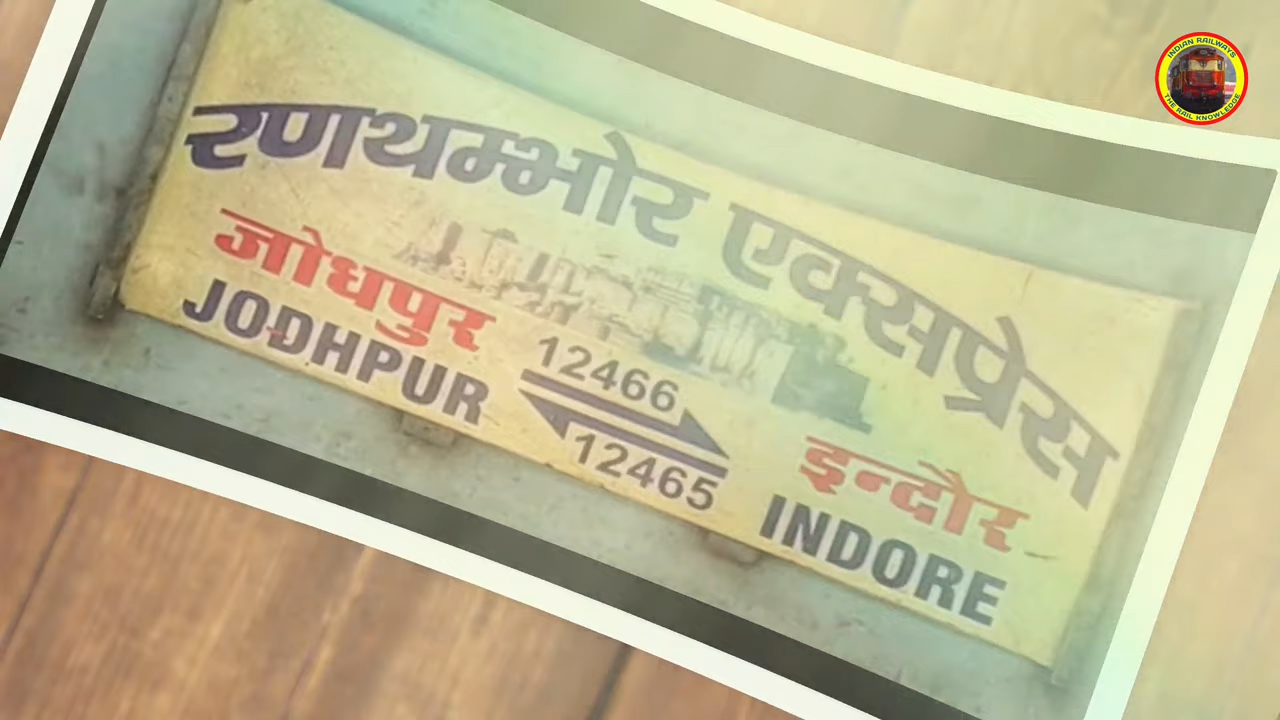 रणथम्भोर एक्सप्रेस
जोधपुर
JODHPUR
12466
12465
इन्दौर
INDORE
INDIAN RAILWAYS
THE RAIL KNOWLEDGE